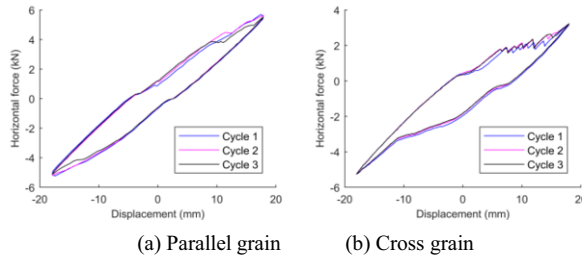 6
4
2
0
-2
-4
-6
Horizontal force (kN)
Cycle 1
Cycle 2
Cycle 3
-20 -10 0 10 20
Displacement (mm)
4
2
0
-2
-4
-6
Horizontal force (kN)
Cycle 1
Cycle 2
Cycle 3
-20 -10 0 10 20
Displacement (mm)
(a) Parallel grain (b) Cross grain